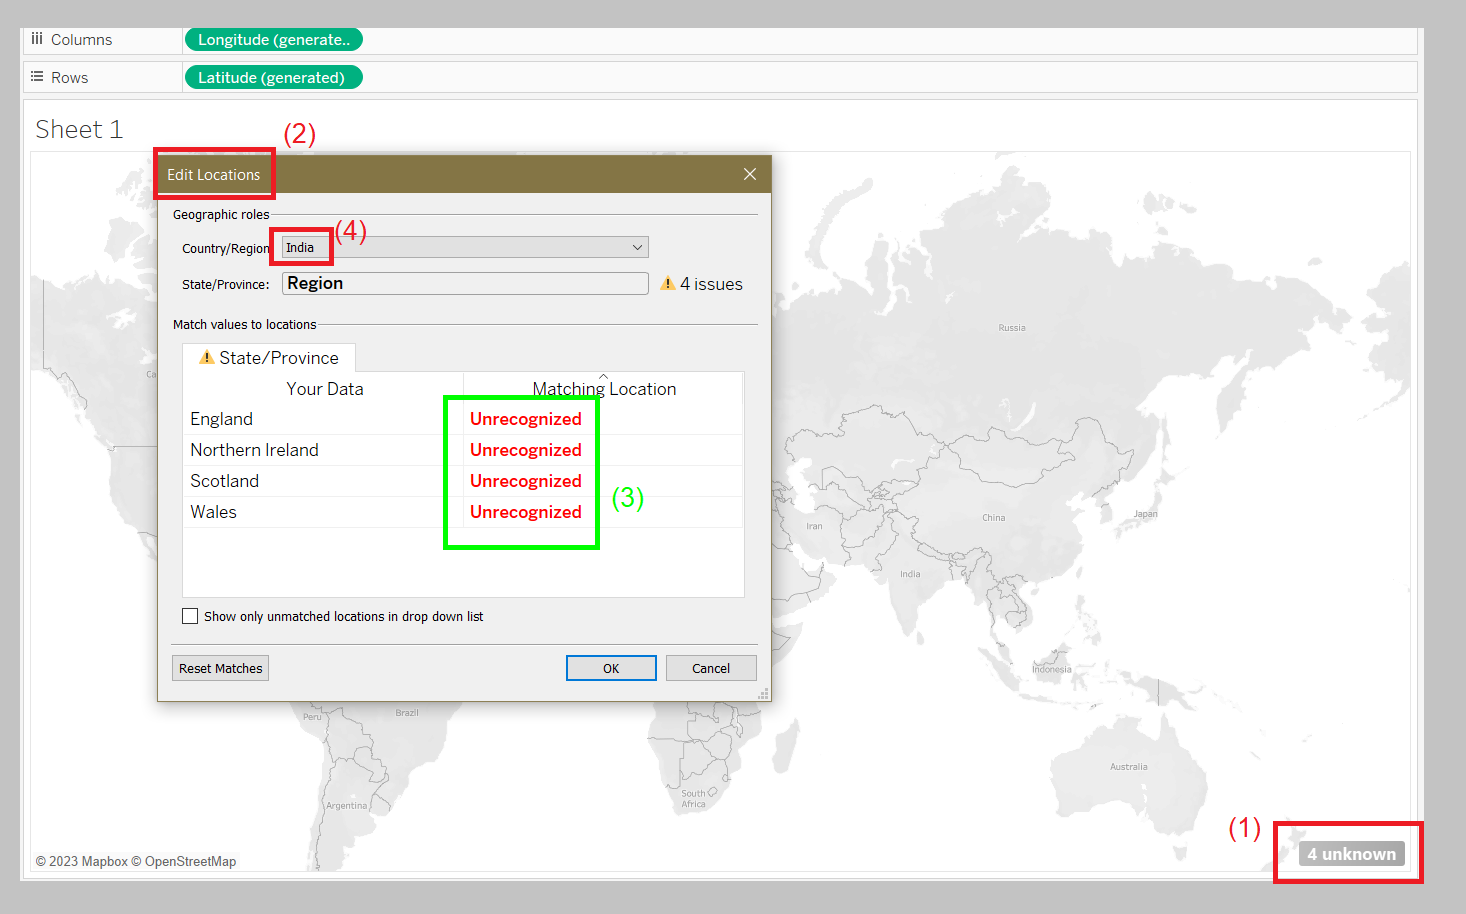 Columns
Longitude (generate..
Rows
Latitude (generated)
Sheet 1
(2)
Edit Locations
Geographic roles
(4)
Country/Region
India
State/Province:
Region
4 issues
Match values to locations
State/Province
Your Data
Matching Location
England
Unrecognized
Northern Ireland
Unrecognized
Scotland
Unrecognized
Wales
Unrecognized
(3)
Show only unmatched locations in drop down list
Reset Matches
OK
Cancel
Russia
Ca
China
Japan
Iran
India
Indonesia
Peru
Brazil
Australia
South
Africa
Argentina
(1)
4 unknown
© 2023 Mapbox © OpenStreetMap